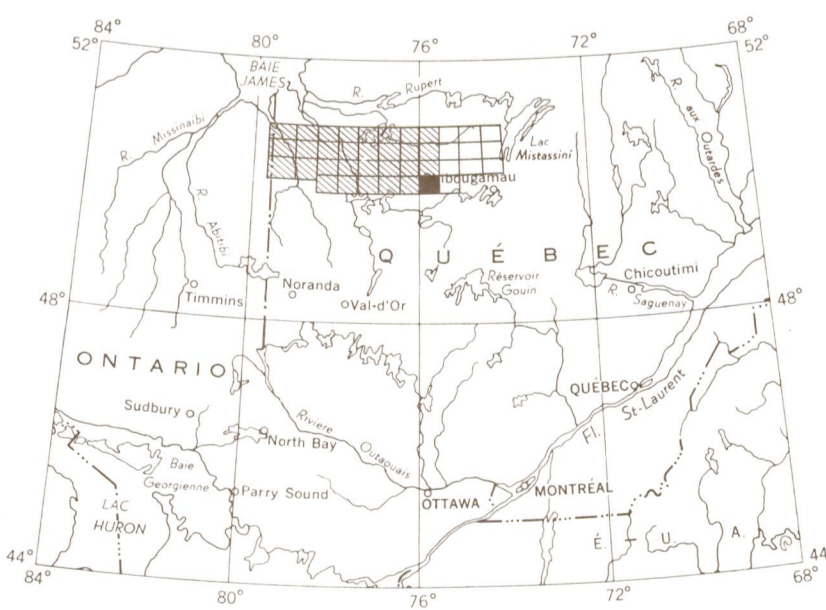 84°
80°
76°
72°
68°
52°
52°
BAIE
JAMES
R. Rupert
R. Missinaibi
R. aux Outardes
Lac
Mistassini
ibougamau
R. Abitibi
QUÉBEC
Chicoutimi
R. Saguenay
Réservoir
Gouin
Noranda
Timmins
Val-d'Or
48°
48°
ONTARIO
QUÉBEC
Fl. St-Laurent
Sudbury
North Bay
Rivière Outaouais
Baie
Georgienne
Parry Sound
OTTAWA
MONTRÉAL
LAC
HURON
É. U. A.
44°
44
84°
80°
76°
72°
68°